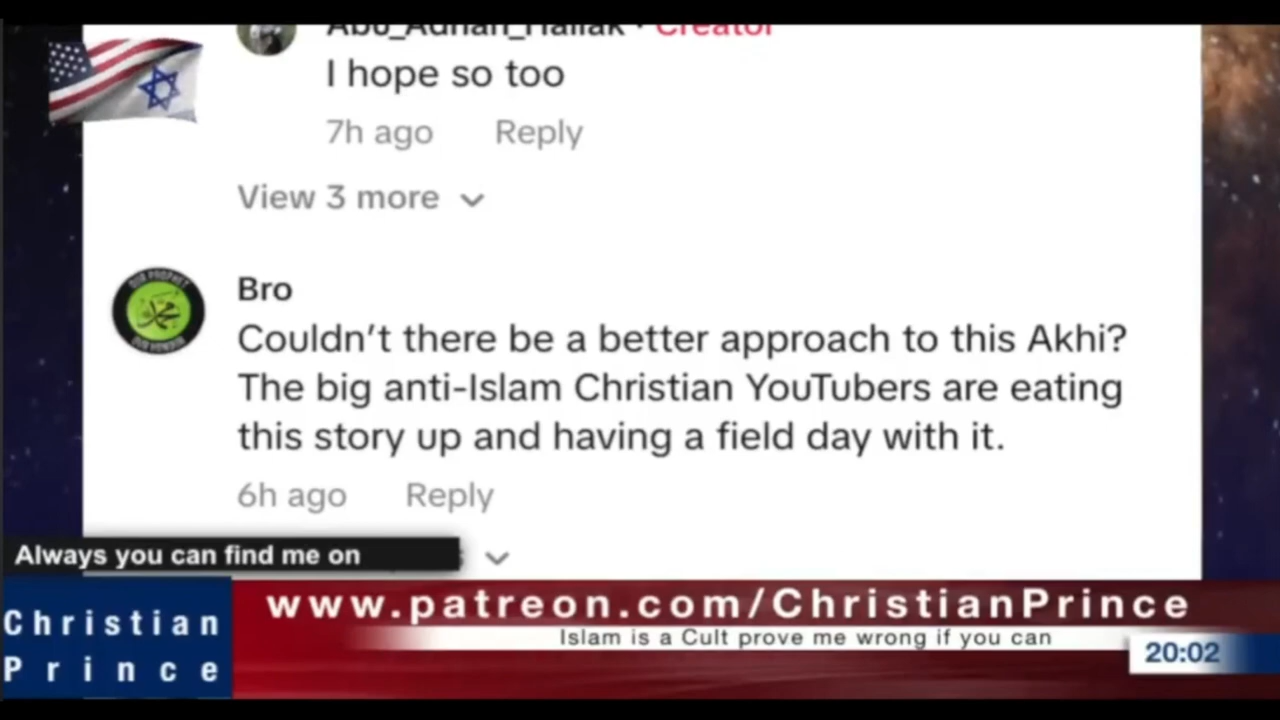 Abu_Adnan_Hallak · Creator
I hope so too
7h ago Reply
View 3 more
Bro
Couldn't there be a better approach to this Akhi?
The big anti-Islam Christian YouTubers are eating
this story up and having a field day with it.
6h ago Reply
Always you can find me on
Christian
Prince
www.patreon.com/ChristianPrince
Islam is a Cult prove me wrong if you can
20:02